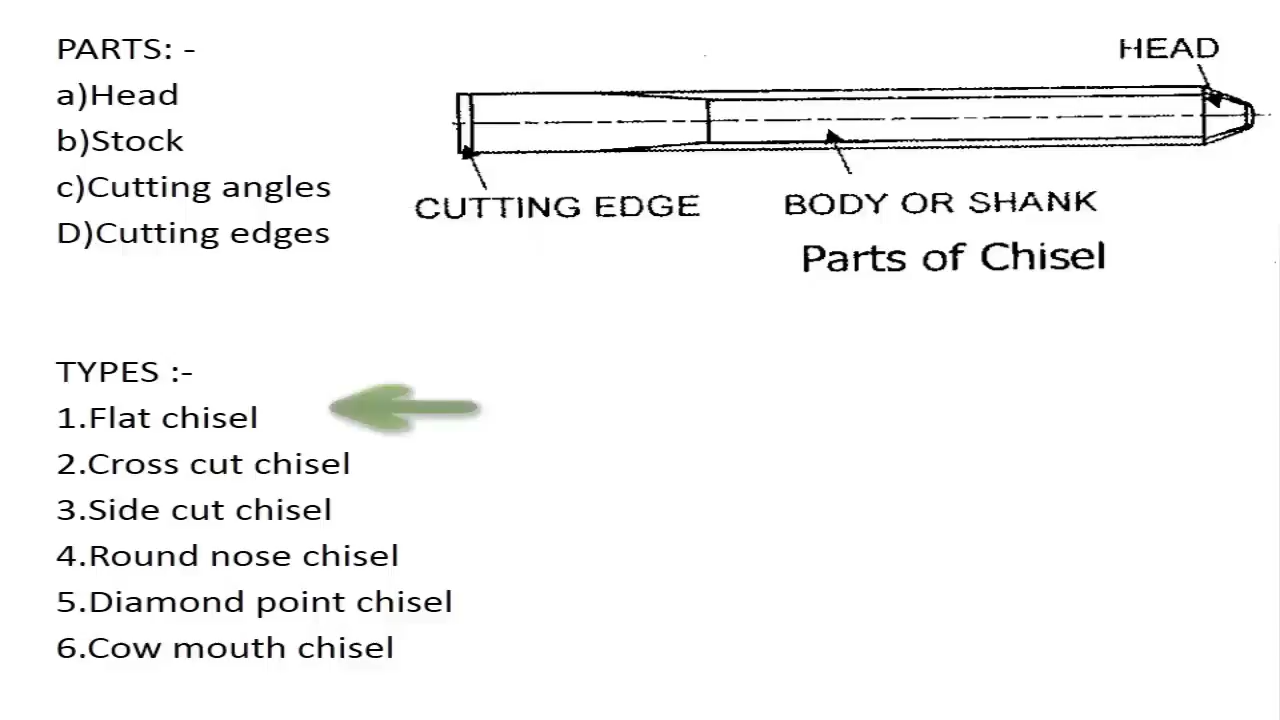 PARTS: -
a)Head
b)Stock
c)Cutting angles
D)Cutting edges
HEAD
CUTTING EDGE
BODY OR SHANK
Parts of Chisel
TYPES :-
1.Flat chisel
2.Cross cut chisel
3.Side cut chisel
4.Round nose chisel
5.Diamond point chisel
6.Cow mouth chisel